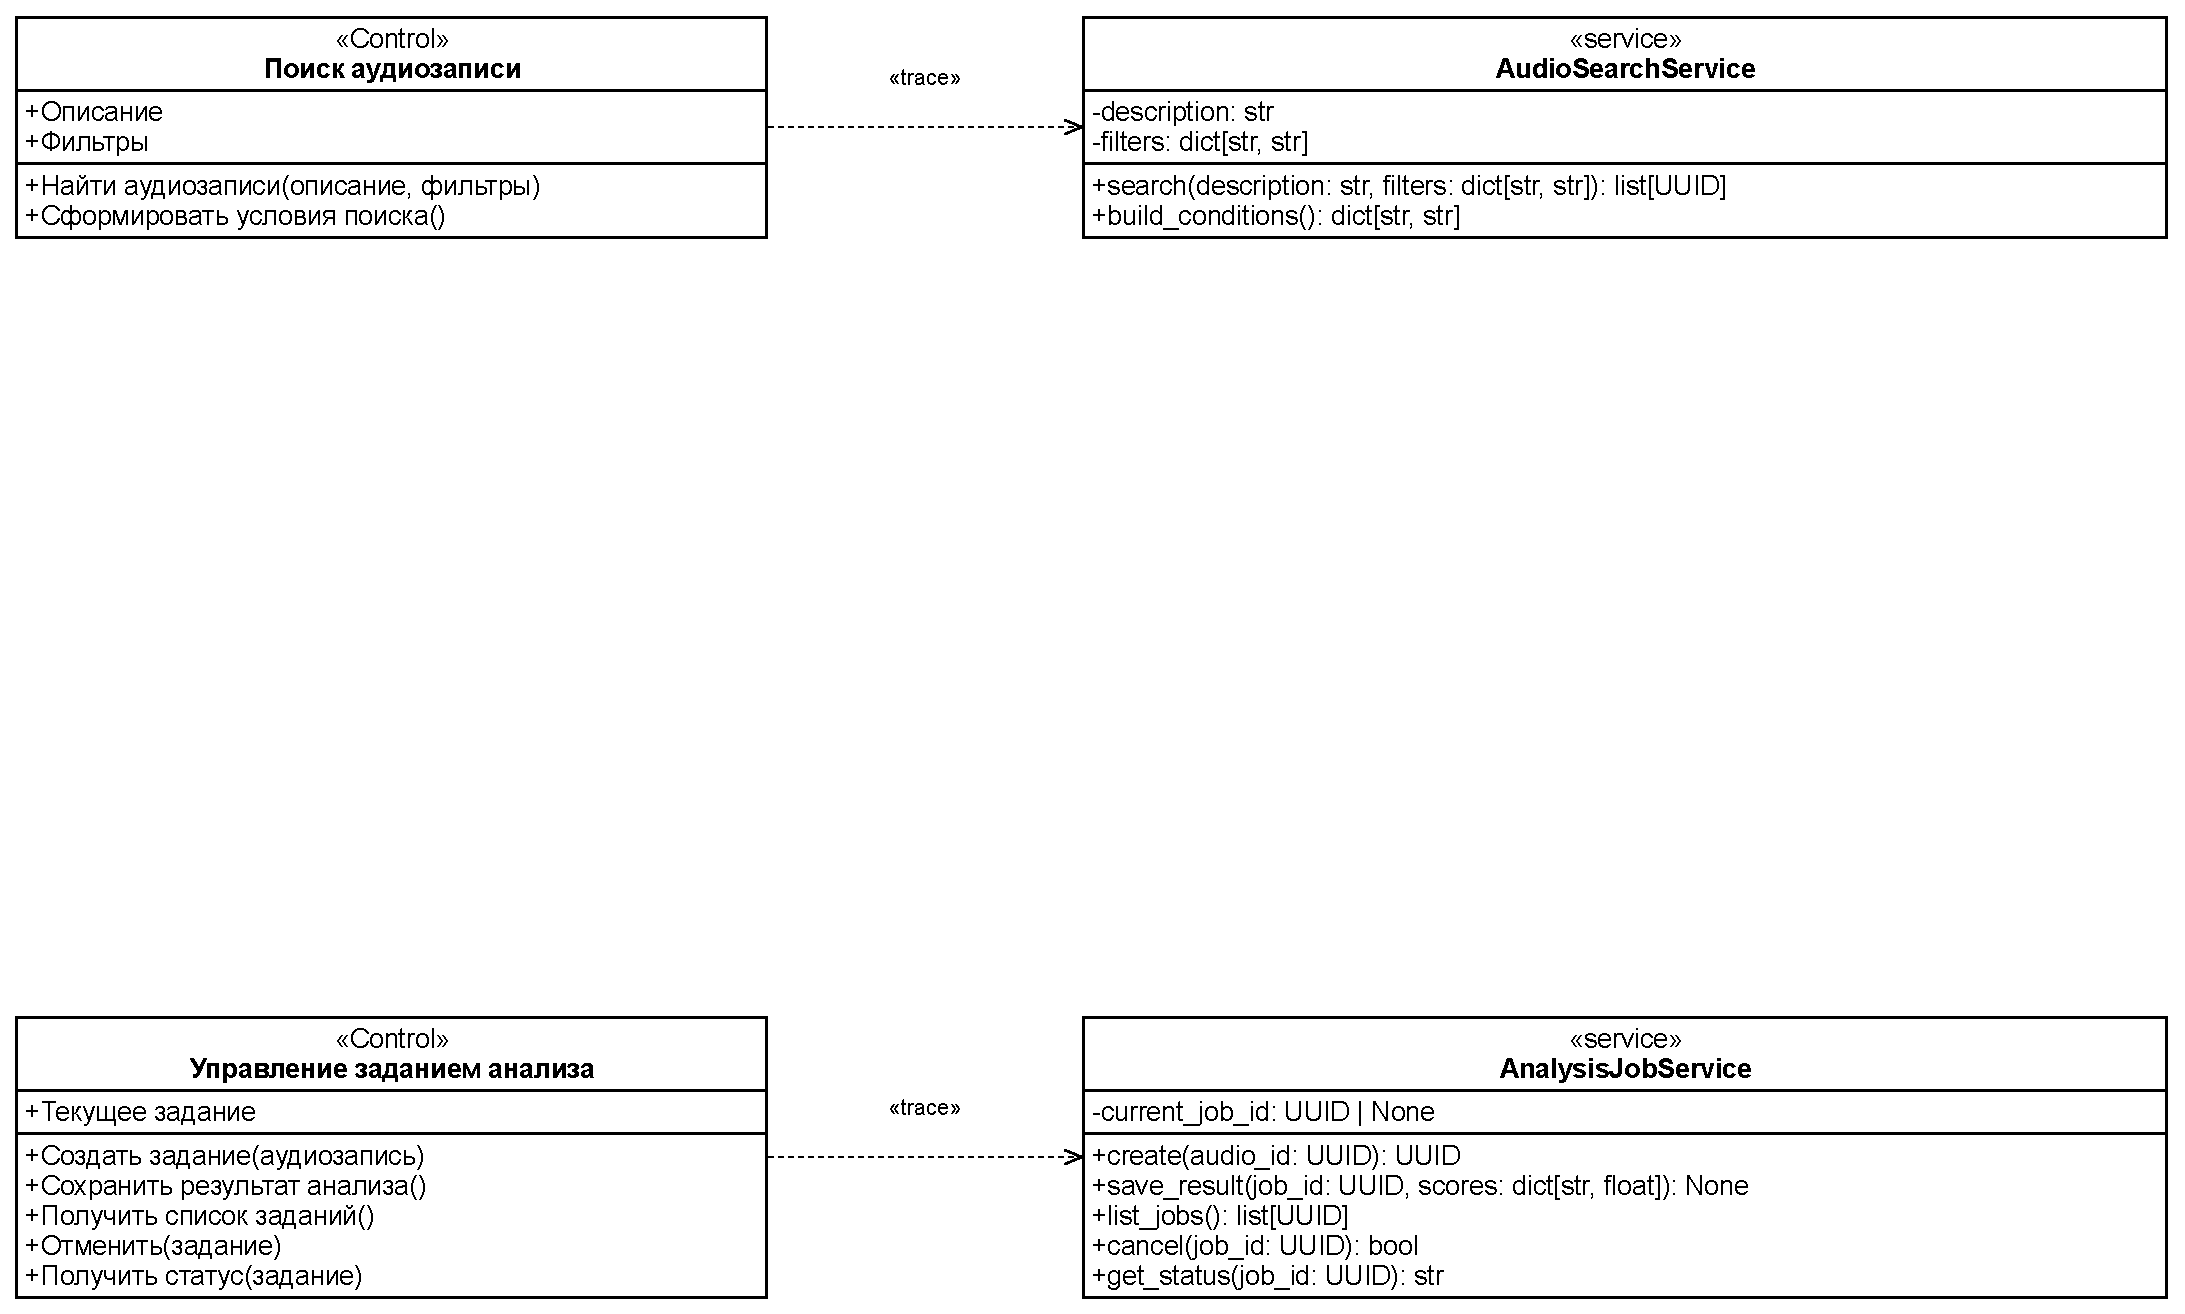 «Control»
Поиск аудиозаписи
+Описание
+Фильтры
+Найти аудиозаписи(описание, фильтры)
+Сформировать условия поиска()
«trace»
«service»
AudioSearchService
-description: str
-filters: dict[str, str]
+search(description: str, filters: dict[str, str]): list[UUID]
+build_conditions(): dict[str, str]
«Control»
Управление заданием анализа
+Текущее задание
+Создать задание(аудиозапись)
+Сохранить результат анализа()
+Получить список заданий()
+Отменить(задание)
+Получить статус(задание)
«trace»
«service»
AnalysisJobService
-current_job_id: UUID | None
+create(audio_id: UUID): UUID
+save_result(job_id: UUID, scores: dict[str, float]): None
+list_jobs(): list[UUID]
+cancel(job_id: UUID): bool
+get_status(job_id: UUID): str